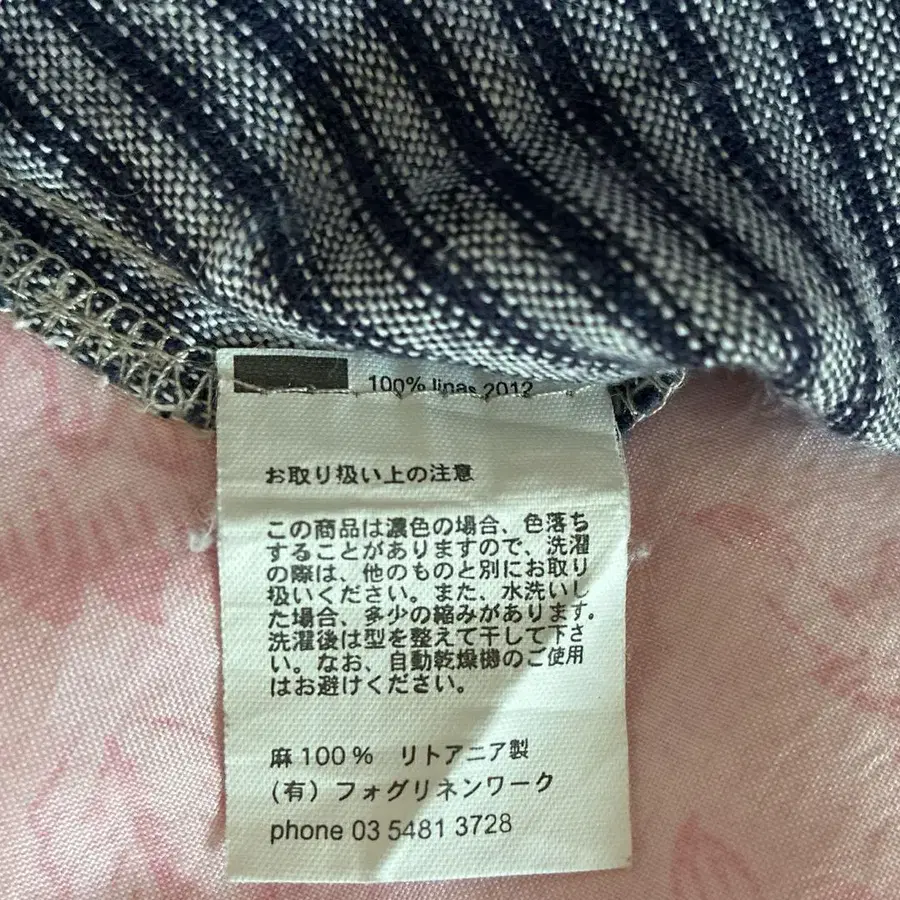 100% linas 2012
お取り扱い上の注意
この商品は濃色の場合、色落ち
することがありますので、洗濯
の際は、他のものと別にお取り
扱いください。また、水洗いし
た場合、多少の縮みがあります。
洗濯後は型を整えて干して下さ
い。なお、自動乾燥機のご使用
はお避けください。
麻 100 % リトアニア製
(有) フォグリネンワーク
phone 03 5481 3728